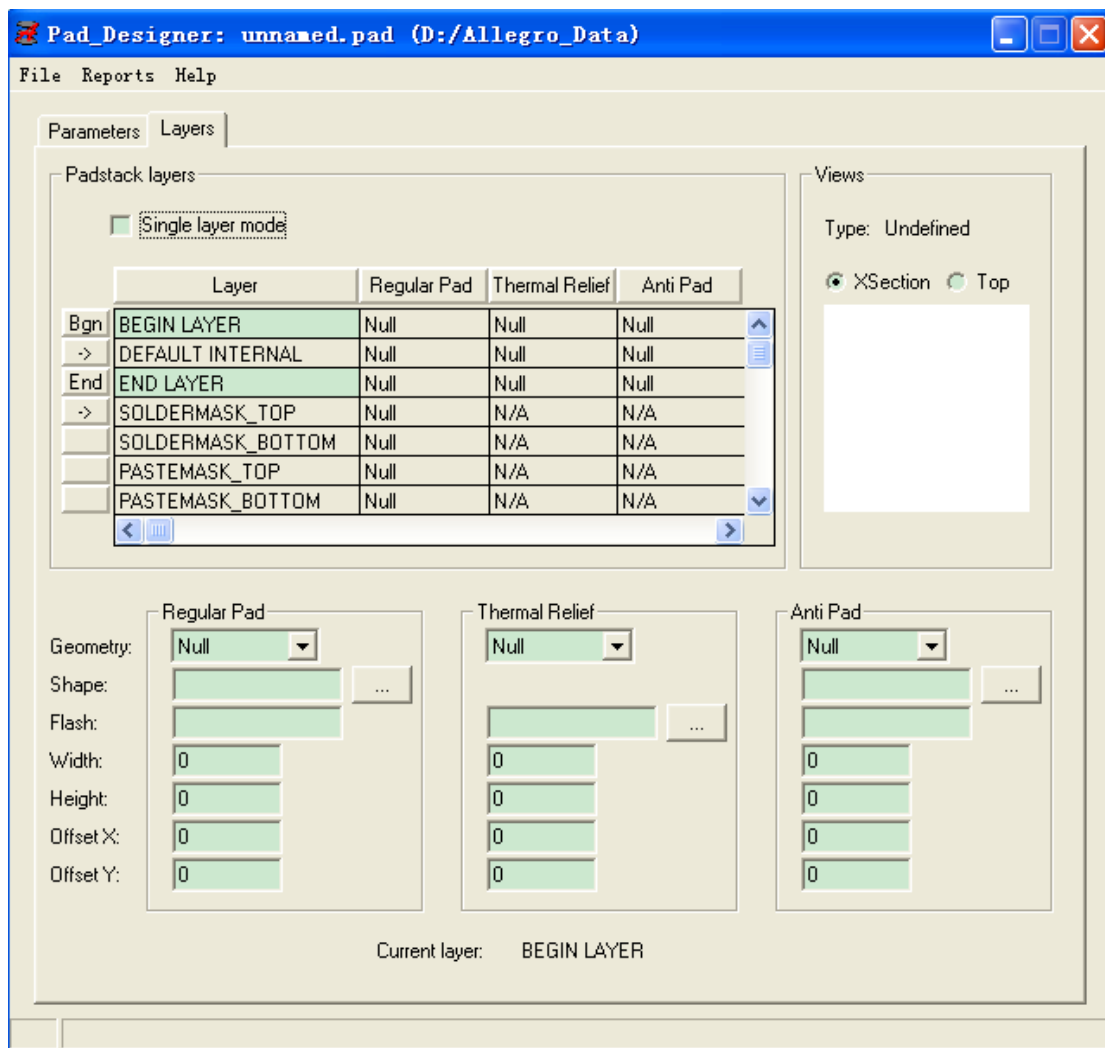 Pad_Designer: unnamed.pad (D:/Allegro_Data)
File Reports Help
Parameters Layers
Padstack layers
Single layer mode
Layer Regular Pad Thermal Relief Anti Pad
Bgn BEGIN LAYER Null Null Null
-> DEFAULT INTERNAL Null Null Null
End END LAYER Null Null Null
-> SOLDERMASK_TOP Null N/A N/A
SOLDERMASK_BOTTOM Null N/A N/A
PASTEMASK_TOP Null N/A N/A
PASTEMASK_BOTTOM Null N/A N/A
Views
Type: Undefined
XSection Top
Regular Pad Thermal Relief Anti Pad
Geometry: Null Null Null
Shape: ... ...
Flash: ...
Width: 0 0 0
Height: 0 0 0
Offset X: 0 0 0
Offset Y: 0 0 0
Current layer: BEGIN LAYER